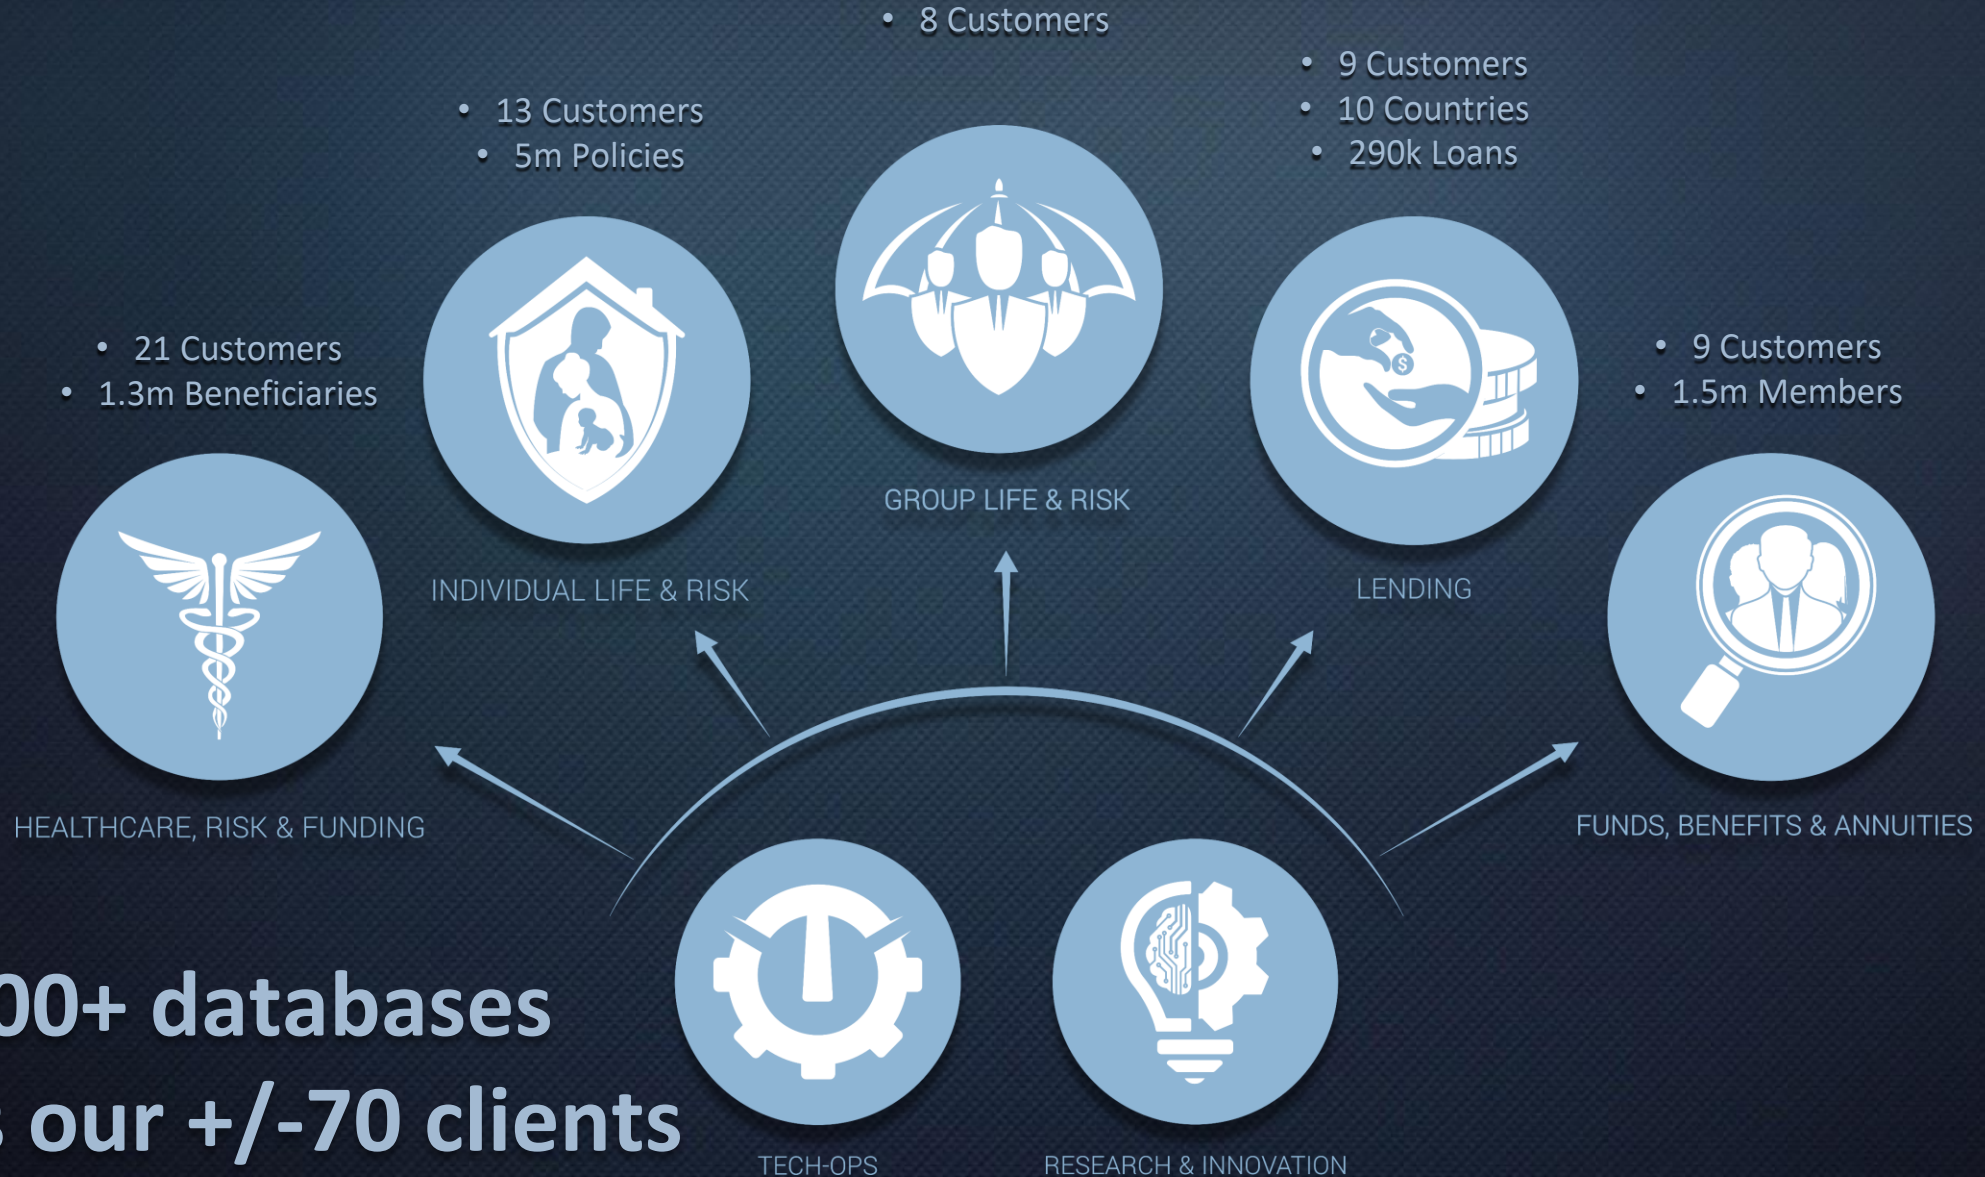 • 8 Customers
• 9 Customers
• 10 Countries
• 290k Loans
• 13 Customers
• 5m Policies
• 21 Customers
• 1.3m Beneficiaries
• 9 Customers
• 1.5m Members
GROUP LIFE & RISK
INDIVIDUAL LIFE & RISK
LENDING
HEALTHCARE, RISK & FUNDING
FUNDS, BENEFITS & ANNUITIES
$
00+ databases
our +/-70 clients
TECH-OPS
RESEARCH & INNOVATION